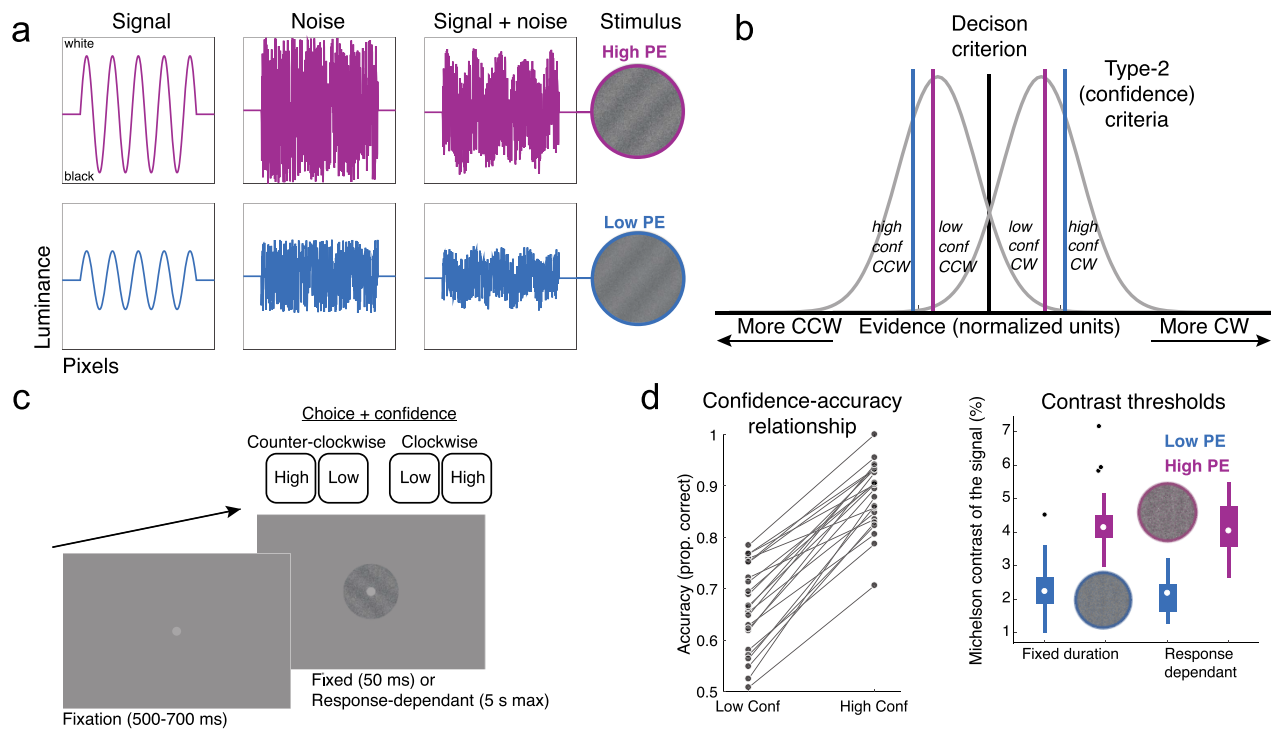 a
Signal
Noise
Signal + noise
Stimulus
white
black
High PE
Low PE
Luminance
Pixels
b
Decison
criterion
Type-2
(confidence)
criteria
high
conf
CCW
low
conf
CCW
low
conf
CW
high
conf
CW
More CCW
Evidence (normalized units)
More CW
c
Choice + confidence
Counter-clockwise
Clockwise
High
Low
Low
High
Fixed (50 ms) or
Response-dependant (5 s max)
Fixation (500-700 ms)
d
Confidence-accuracy
relationship
Accuracy (prop. correct)
1
0.9
0.8
0.7
0.6
0.5
Low Conf
High Conf
Contrast thresholds
Michelson contrast of the signal (%)
7
6
5
4
3
2
1
Low PE
High PE
Fixed duration
Response
dependant